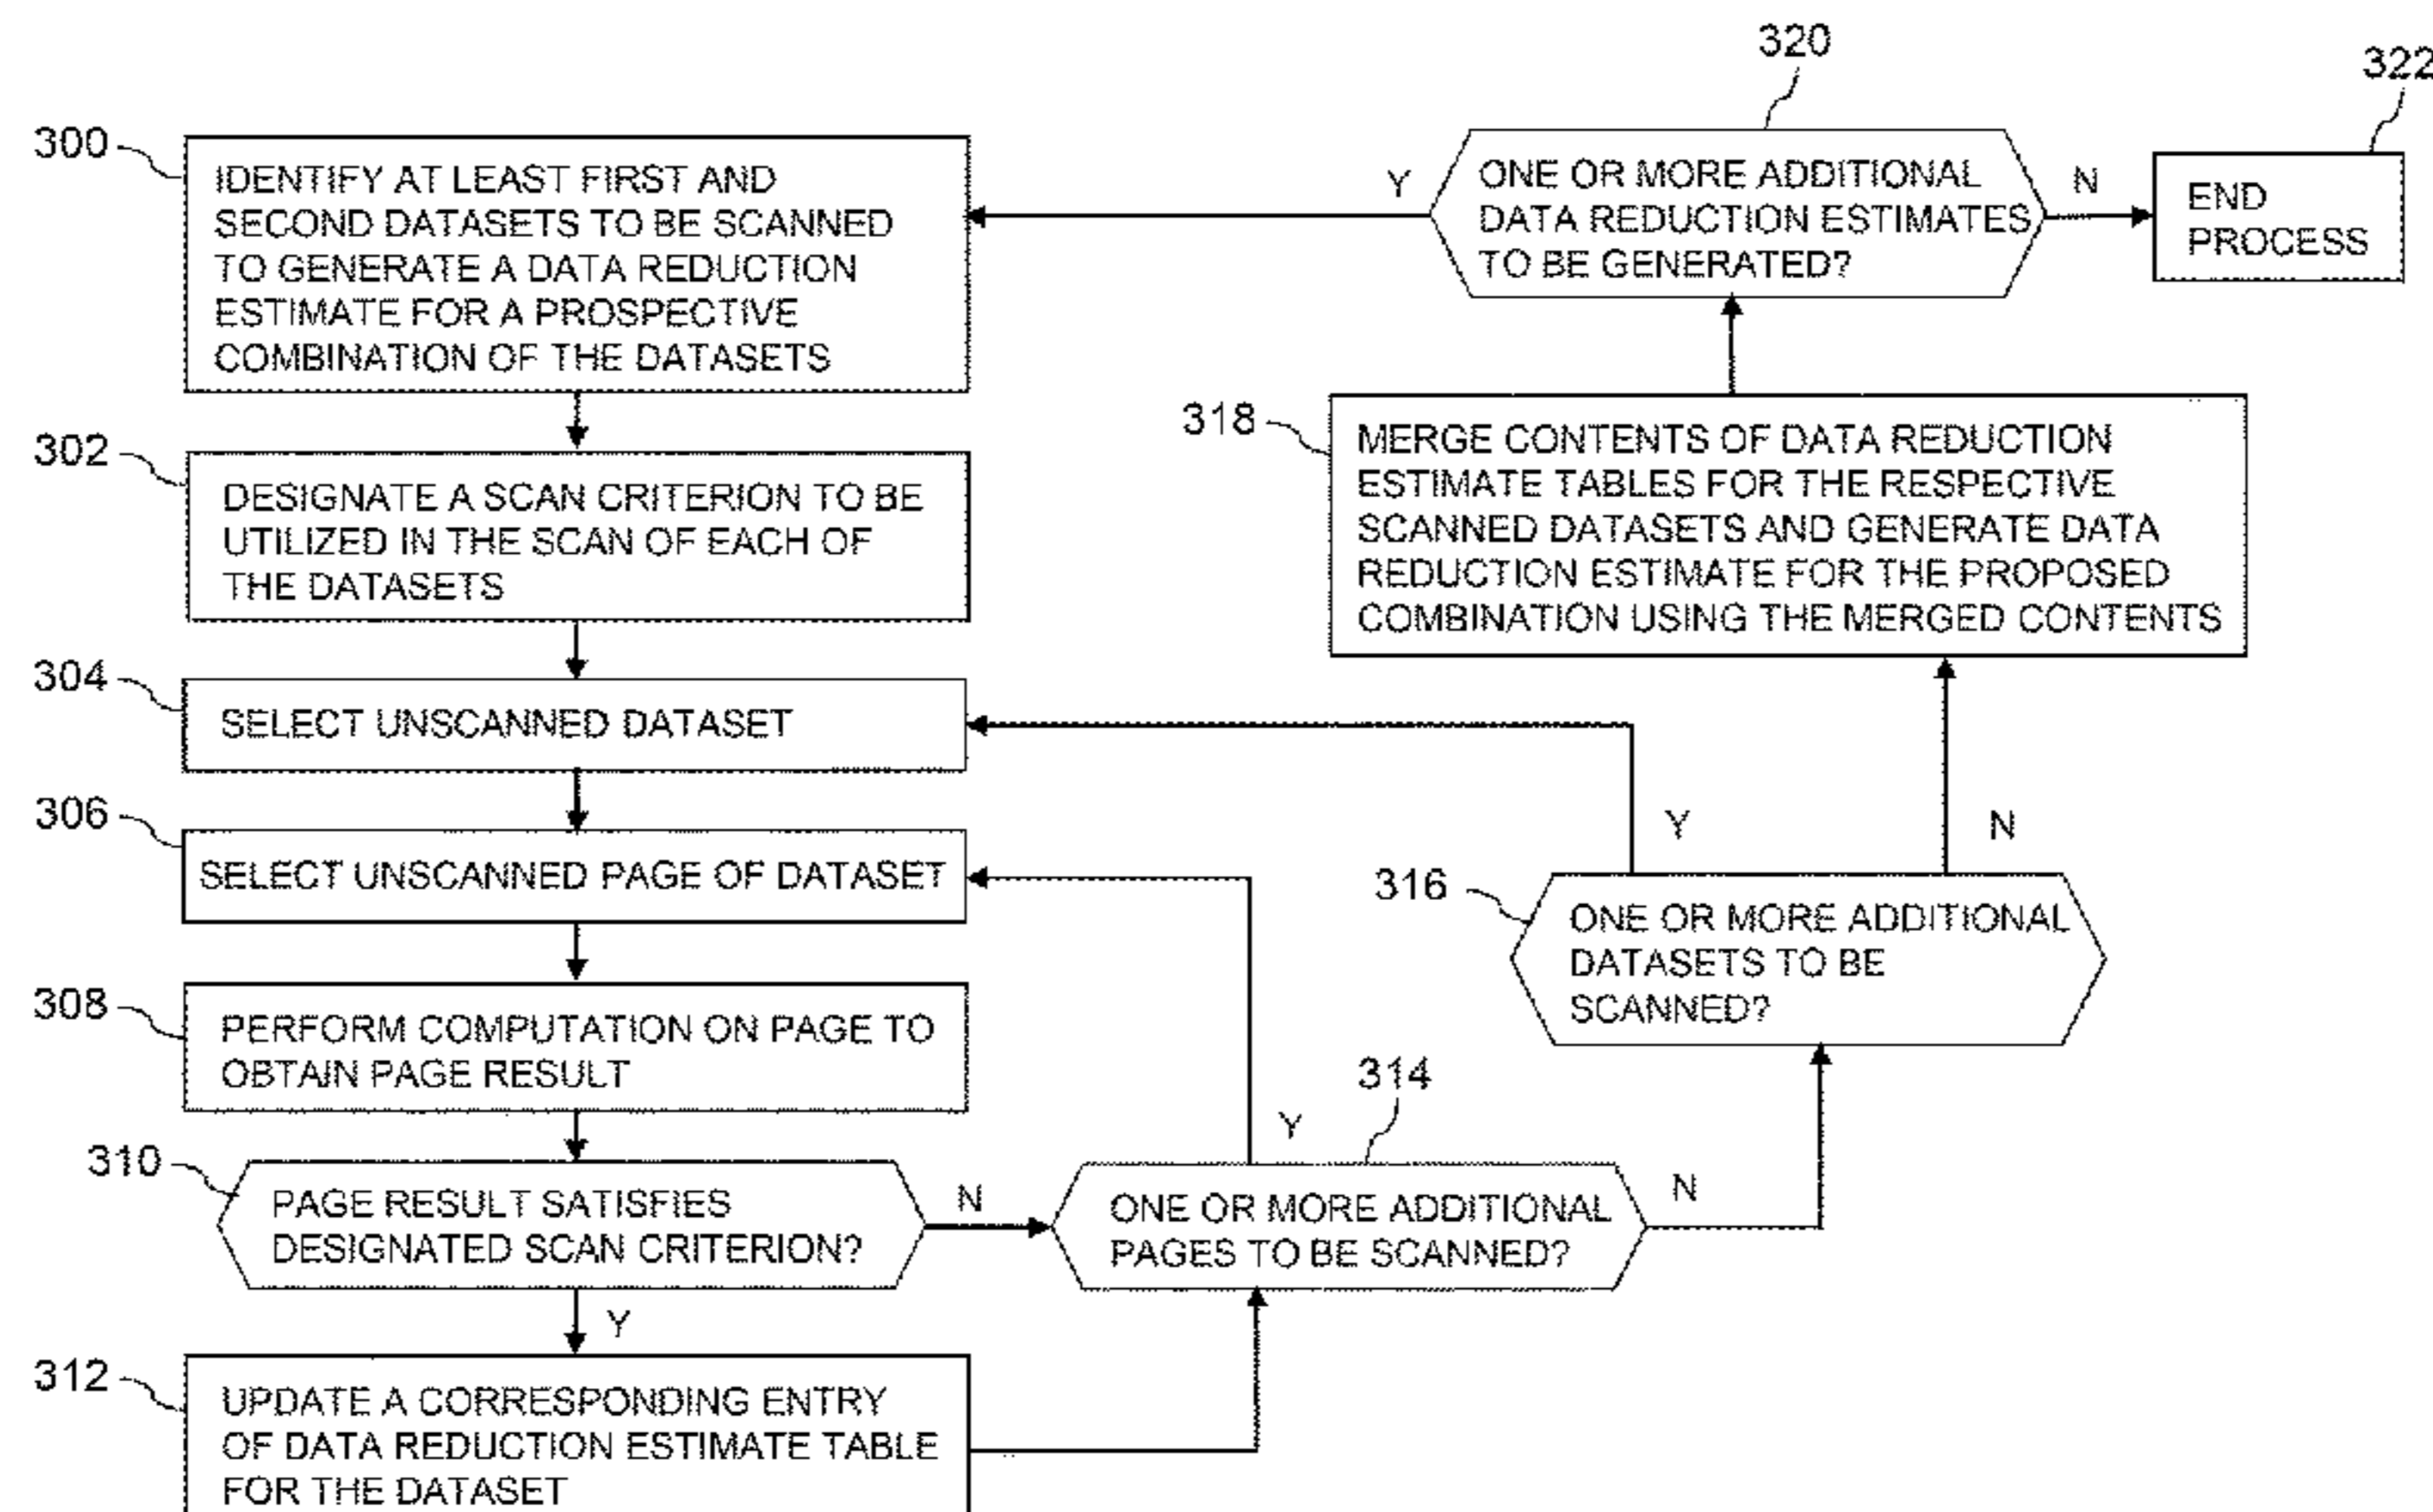 300
IDENTIFY AT LEAST FIRST AND
SECOND DATASETS TO BE SCANNED
TO GENERATE A DATA REDUCTION
ESTIMATE FOR A PROSPECTIVE
COMBINATION OF THE DATASETS
302
DESIGNATE A SCAN CRITERION TO BE
UTILIZED IN THE SCAN OF EACH OF
THE DATASETS
304
SELECT UNSCANNED DATASET
306
SELECT UNSCANNED PAGE OF DATASET
308
PERFORM COMPUTATION ON PAGE TO
OBTAIN PAGE RESULT
310
PAGE RESULT SATISFIES
DESIGNATED SCAN CRITERION?
N
Y
312
UPDATE A CORRESPONDING ENTRY
OF DATA REDUCTION ESTIMATE TABLE
FOR THE DATASET
314
ONE OR MORE ADDITIONAL
PAGES TO BE SCANNED?
Y
N
316
ONE OR MORE ADDITIONAL
DATASETS TO BE
SCANNED?
Y
N
318
MERGE CONTENTS OF DATA REDUCTION
ESTIMATE TABLES FOR THE RESPECTIVE
SCANNED DATASETS AND GENERATE DATA
REDUCTION ESTIMATE FOR THE PROPOSED
COMBINATION USING THE MERGED CONTENTS
320
ONE OR MORE ADDITIONAL
DATA REDUCTION ESTIMATES
TO BE GENERATED?
Y
N
322
END
PROCESS